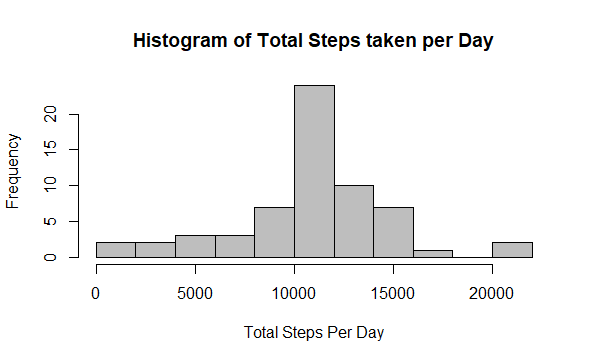 Histogram of Total Steps taken per Day
Frequency
20
15
10
5
0
0 5000 10000 15000 20000
Total Steps Per Day